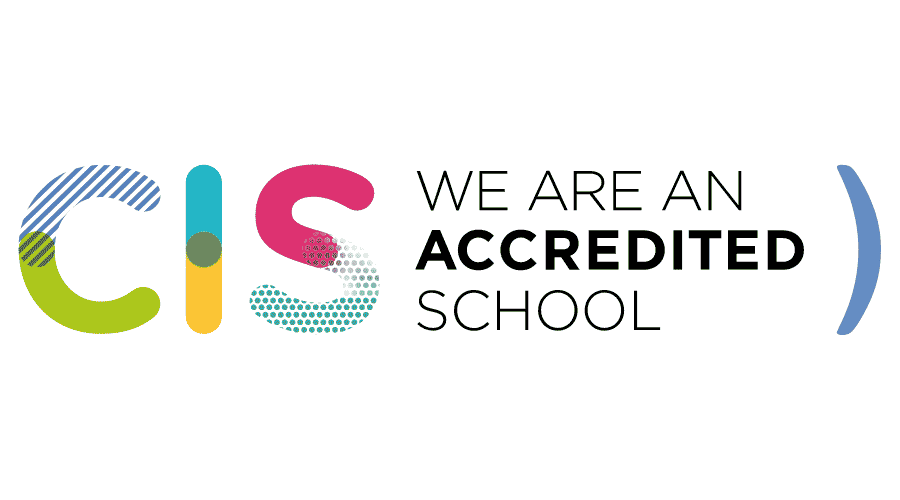 CIS
WE ARE AN
ACCREDITED
SCHOOL